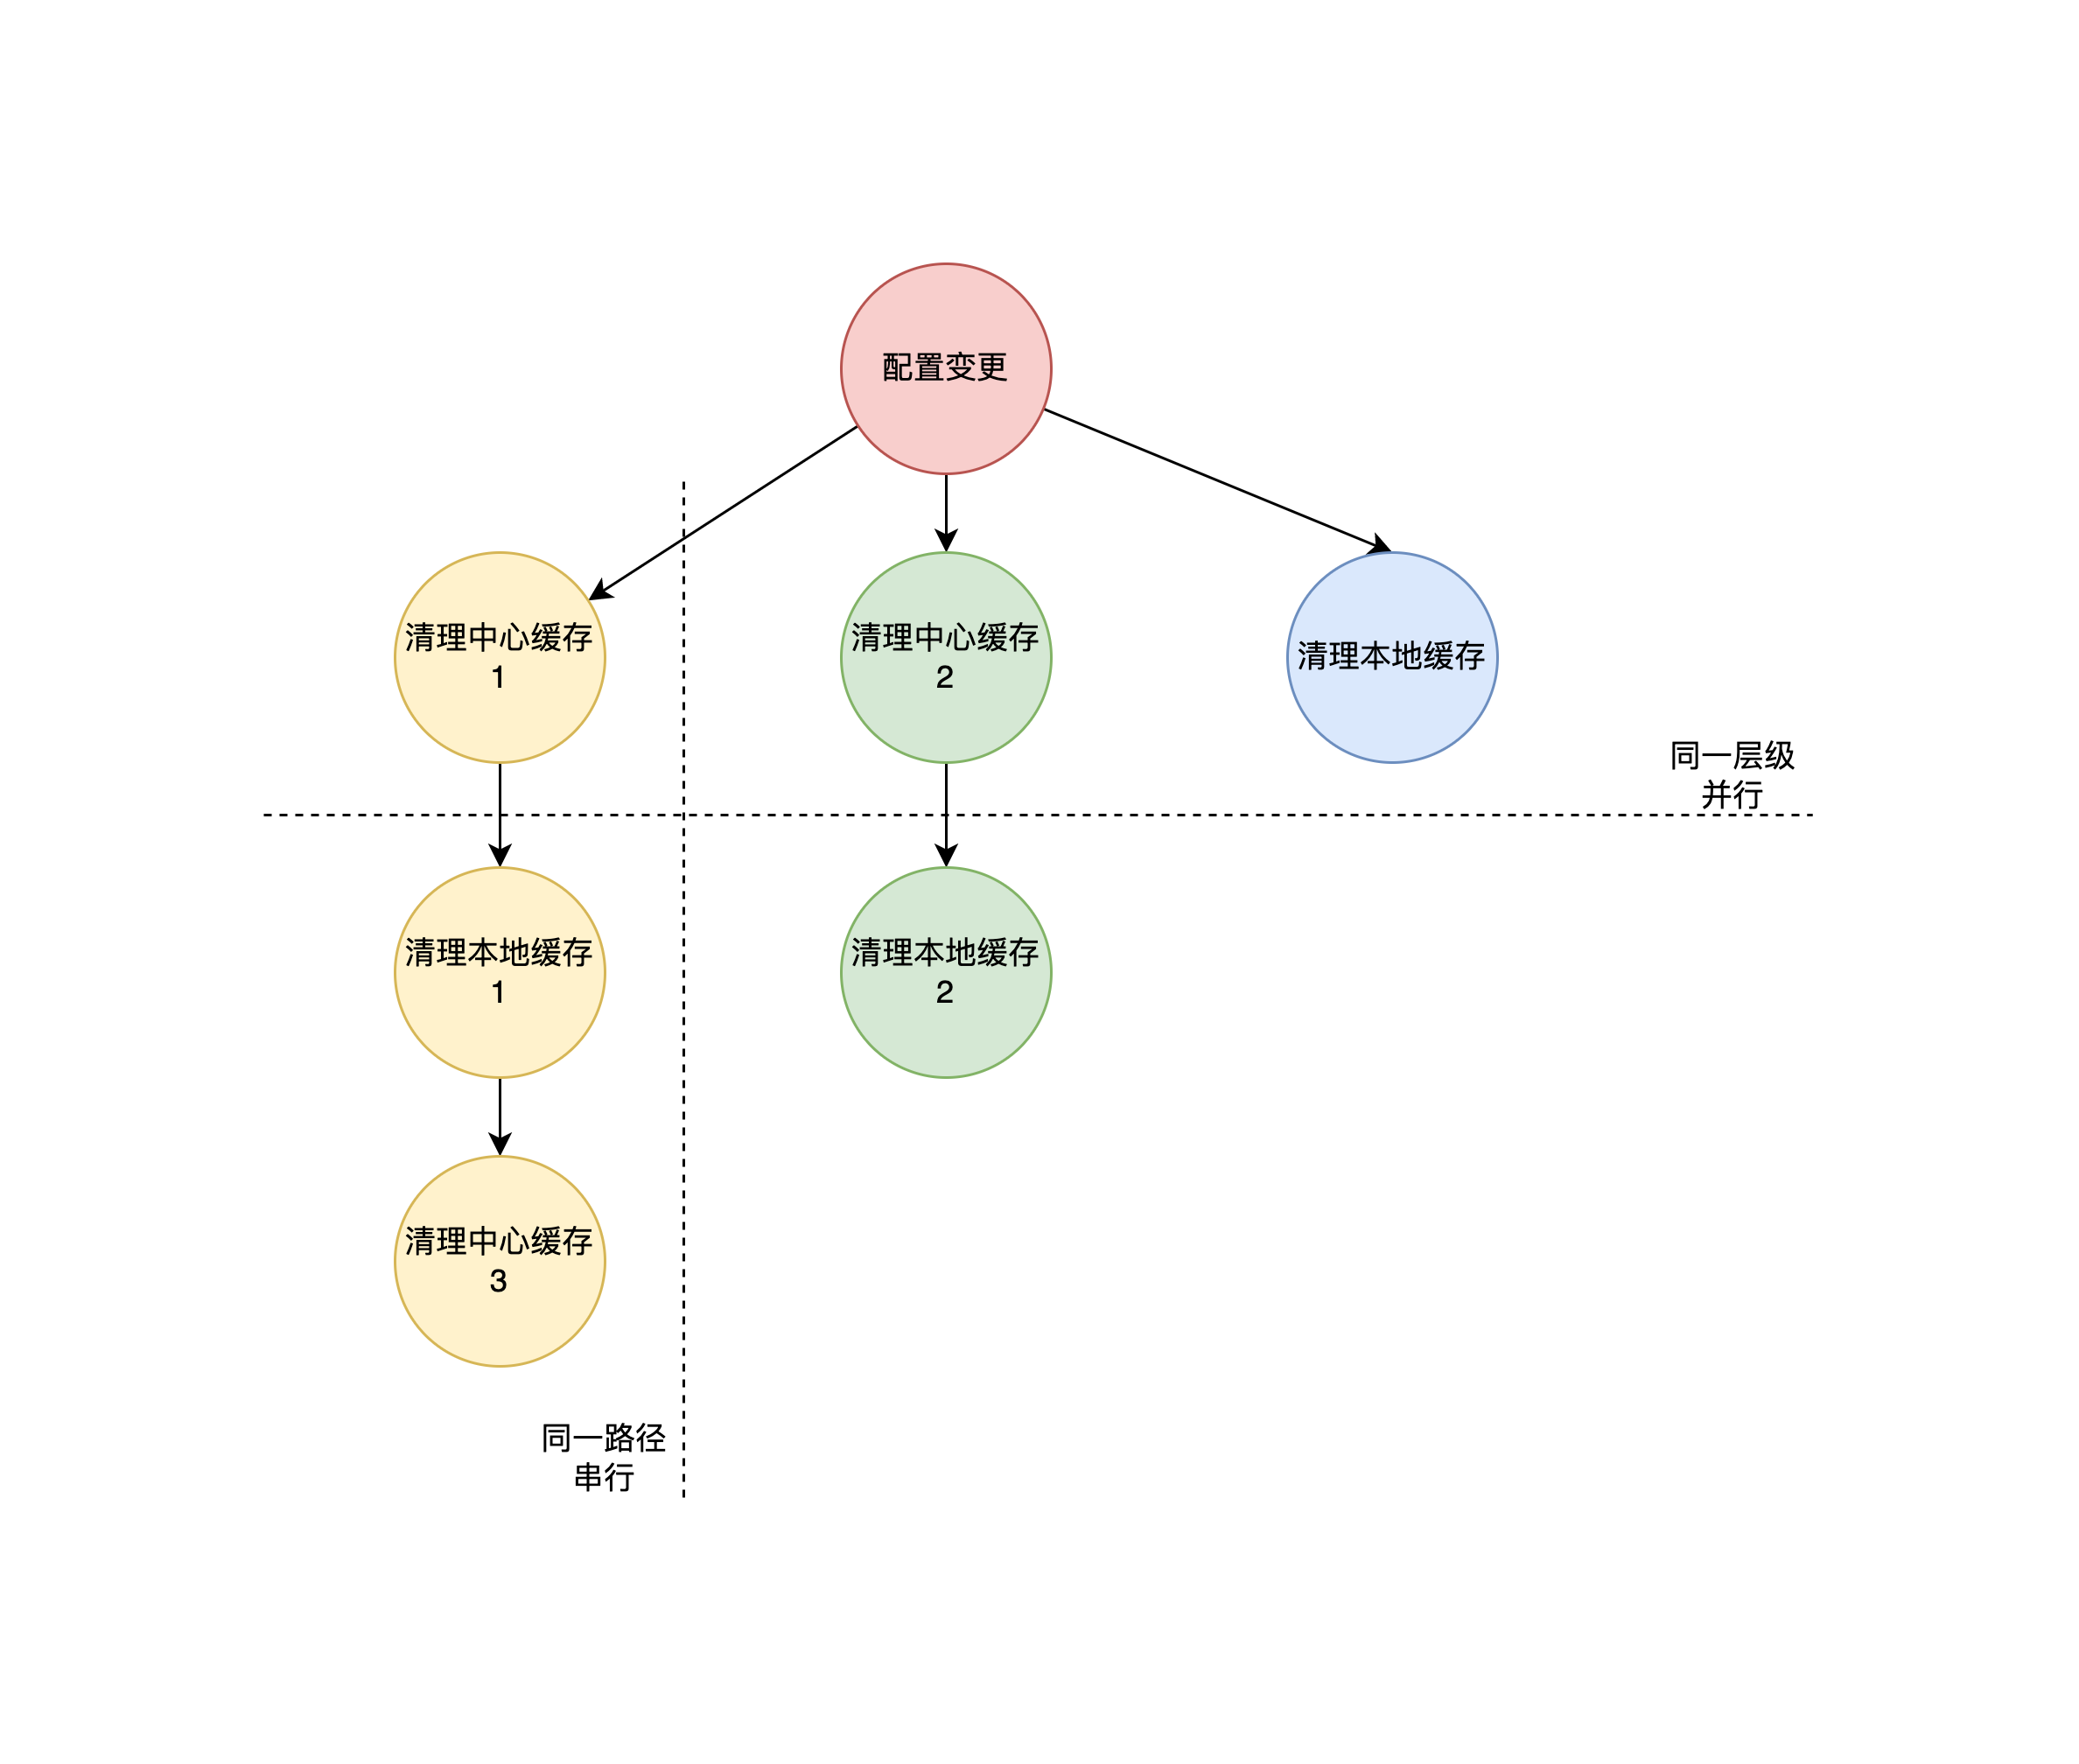 配置变更
清理中心缓存
1
清理中心缓存
2
清理本地缓存
同一层级
并行
清理本地缓存
1
清理本地缓存
2
清理中心缓存
3
同一路径
串行